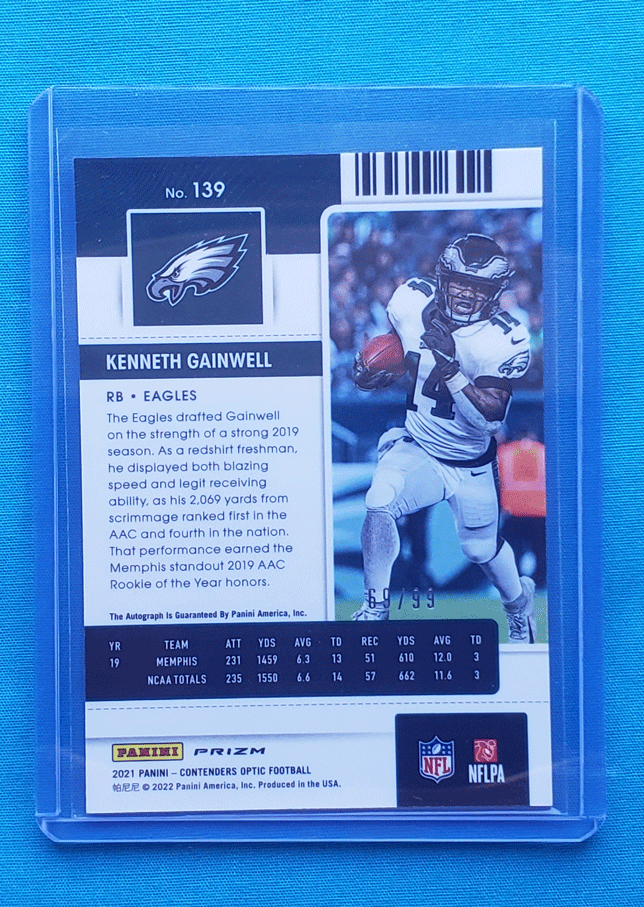 No. 139
KENNETH GAINWELL
RB • EAGLES
The Eagles drafted Gainwell
on the strength of a strong 2019
season. As a redshirt freshman,
he displayed both blazing
speed and legit receiving
ability, as his 2,069 yards from
scrimmage ranked first in the
AAC and fourth in the nation.
That performance earned the
Memphis standout 2019 AAC
Rookie of the Year honors.
The Autograph Is Guaranteed By Panini America, Inc.
14
14
69/99
YR TEAM ATT YDS AVG TD REC YDS AVG TD
19 MEMPHIS 231 1459 6.3 13 51 610 12.0 3
NCAA TOTALS 235 1550 6.6 14 57 662 11.6 3
PANINI PRIZM
2021 PANINI – CONTENDERS OPTIC FOOTBALL
帕尼尼 © 2022 Panini America, Inc. Produced in the USA.
NFL
NFLPA